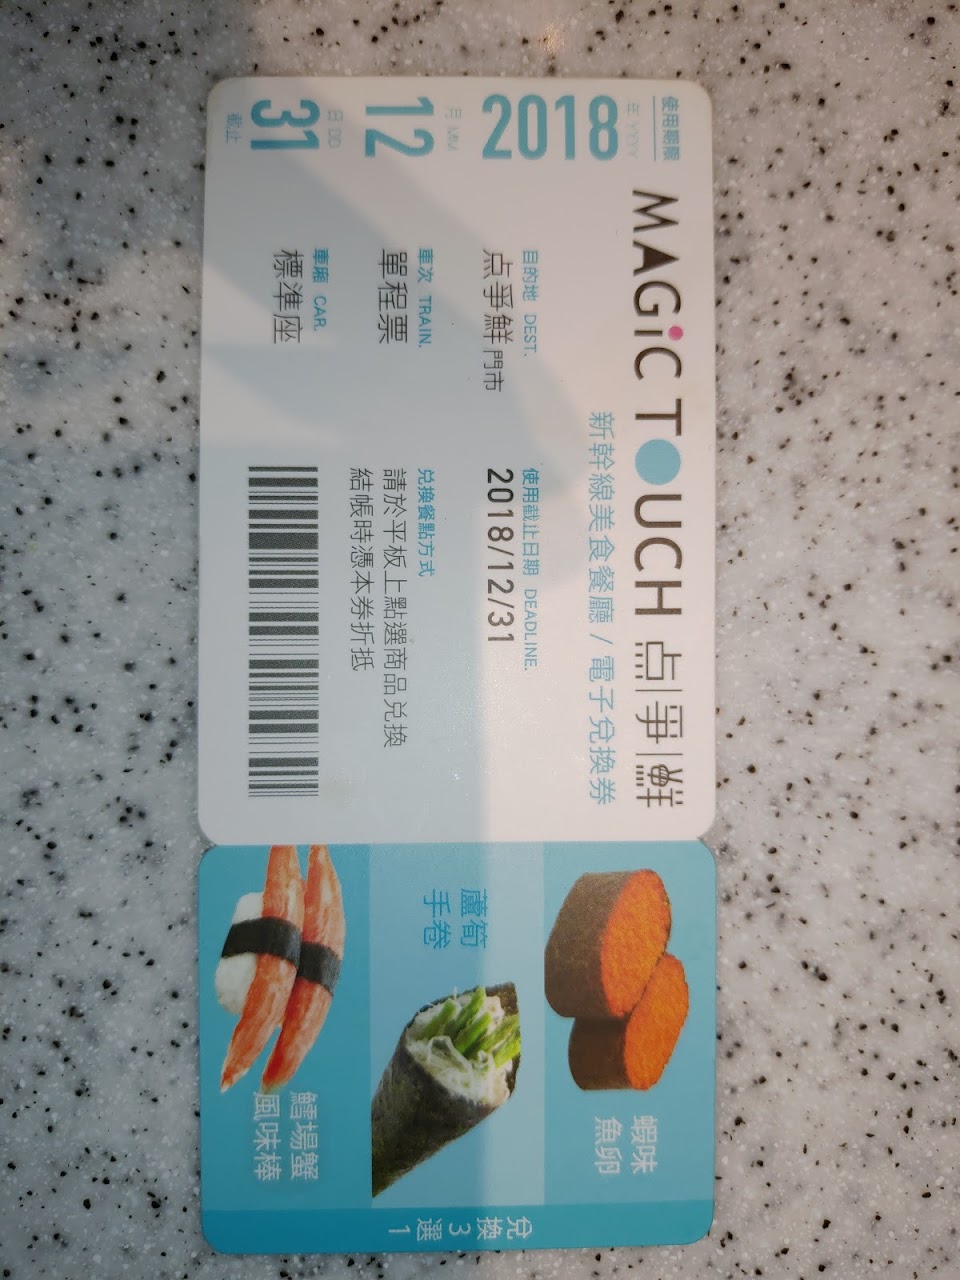 使用期限
年 YYYY
2018
月 MM
12
日 DD
31
截止
MAGiC TOUCH 点|爭|鮮
新幹線美食餐廳 / 電子兌換券
目的地 DEST.
点爭鮮門市
車次 TRAIN.
單程票
車廂 CAR.
標準座
使用截止日期 DEADLINE.
2018/12/31
兌換餐點方式
請於平板上點選商品兌換
結帳時憑本券折抵
蝦味
魚卵
蘆筍
手卷
鱈場蟹
風味棒
兌換3選1